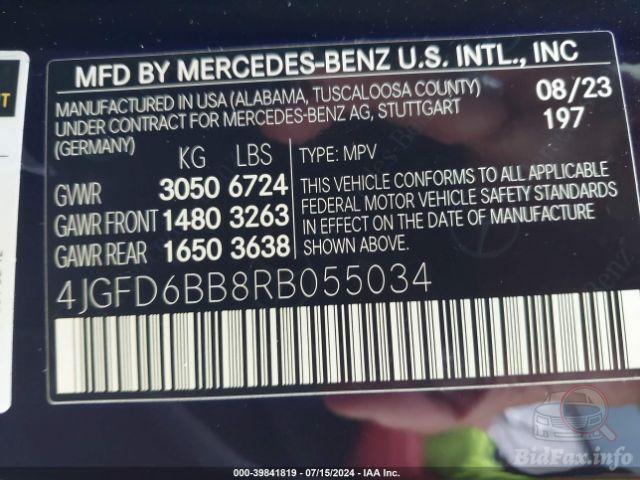 MFD BY MERCEDES-BENZ U.S. INTL., INC
MANUFACTURED IN USA (ALABAMA, TUSCALOOSA COUNTY) 08/23
UNDER CONTRACT FOR MERCEDES-BENZ AG, STUTTGART 197
(GERMANY)
KG LBS TYPE: MPV
GVWR 3050 6724
GAWR FRONT 1480 3263
GAWR REAR 1650 3638
THIS VEHICLE CONFORMS TO ALL APPLICABLE
FEDERAL MOTOR VEHICLE SAFETY STANDARDS
IN EFFECT ON THE DATE OF MANUFACTURE
SHOWN ABOVE.
4JGFD6BB8RB055034
000-39841819 - 07/15/2024 - IAA Inc.
BidFax.info